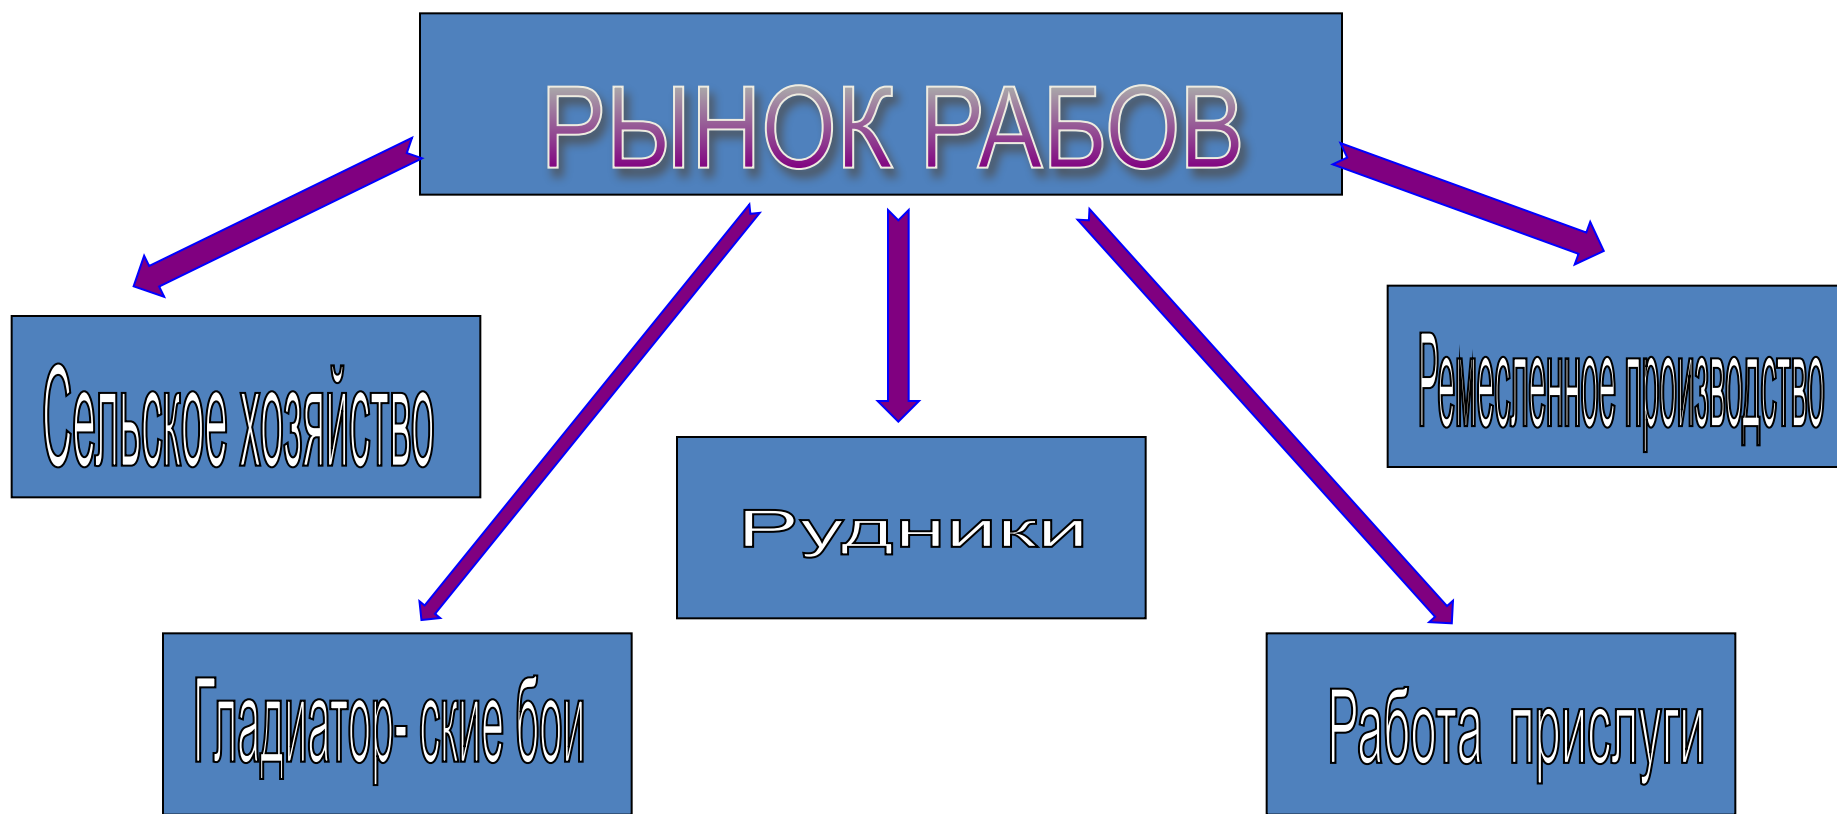 РЫНОК РАБОВ
Сельское хозяйство
Ремесленное производство
Рудники
Гладиатор- ские бои
Работа прислуги